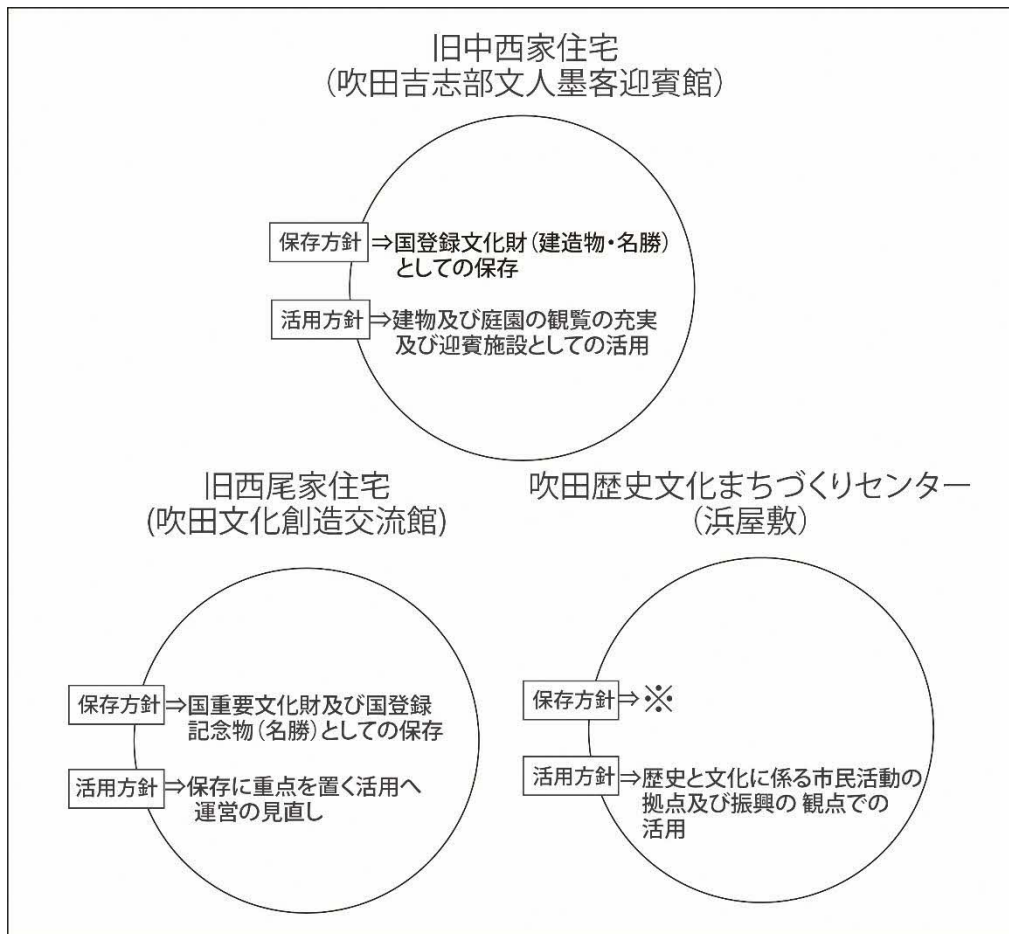 旧中西家住宅
（吹田吉志部文人墨客迎賓館）
保存方針⇒国登録文化財（建造物・名勝）
としての保存
活用方針⇒建物及び庭園の観覧の充実
及び迎賓施設としての活用
旧西尾家住宅
(吹田文化創造交流館)
保存方針⇒国重要文化財及び国登録
記念物（名勝）としての保存
活用方針⇒保存に重点を置く活用へ
運営の見直し
吹田歴史文化まちづくりセンター
（浜屋敷）
保存方針⇒※
活用方針⇒歴史と文化に係る市民活動の
拠点及び振興の 観点での
活用